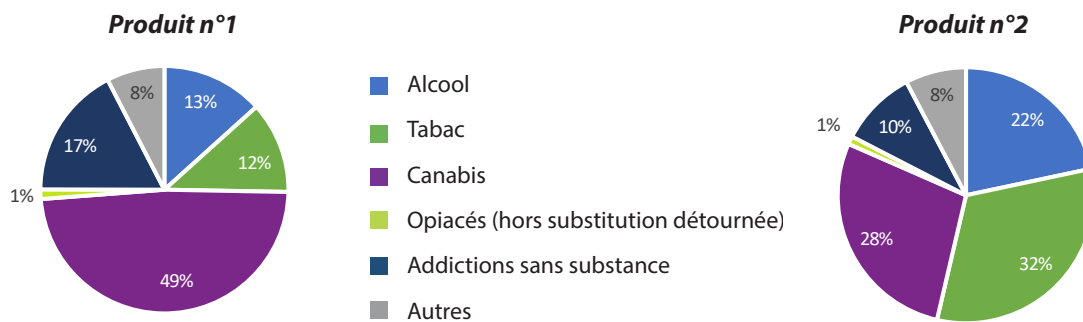 Produit n°1
8%
13%
17%
12%
1%
49%
Alcool
Tabac
Canabis
Opiacés (hors substitution détournée)
Addictions sans substance
Autres
Produit n°2
8%
22%
10%
1%
28%
32%